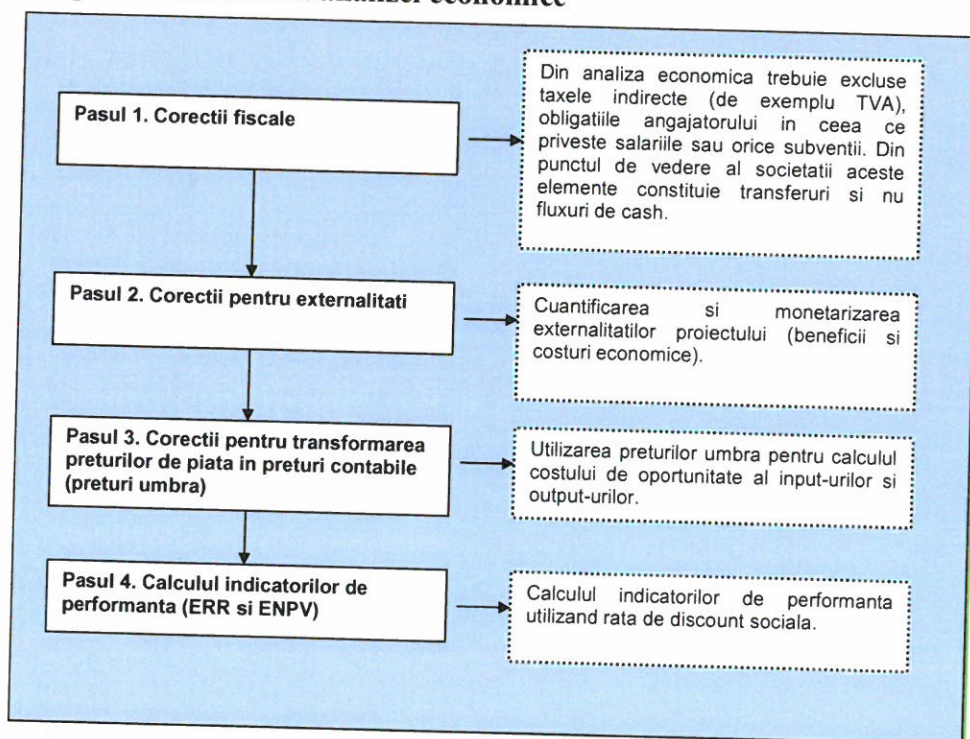 analizei economice
Pasul 1. Corectii fiscale
Din analiza economica trebuie excluse
taxele indirecte (de exemplu TVA),
obligatiile angajatorului in ceea ce
priveste salariile sau orice subventii. Din
punctul de vedere al societatii aceste
elemente constituie transferuri si nu
fluxuri de cash.
Pasul 2. Corectii pentru externalitati
Cuantificarea si monetarizarea
externalitatilor proiectului (beneficii si
costuri economice).
Pasul 3. Corectii pentru transformarea
preturilor de piata in preturi contabile
(preturi umbra)
Utilizarea preturilor umbra pentru calculul
costului de oportunitate al input-urilor si
output-urilor.
Pasul 4. Calculul indicatorilor de
performanta (ERR si ENPV)
Calculul indicatorilor de performanta
utilizand rata de discount sociala.